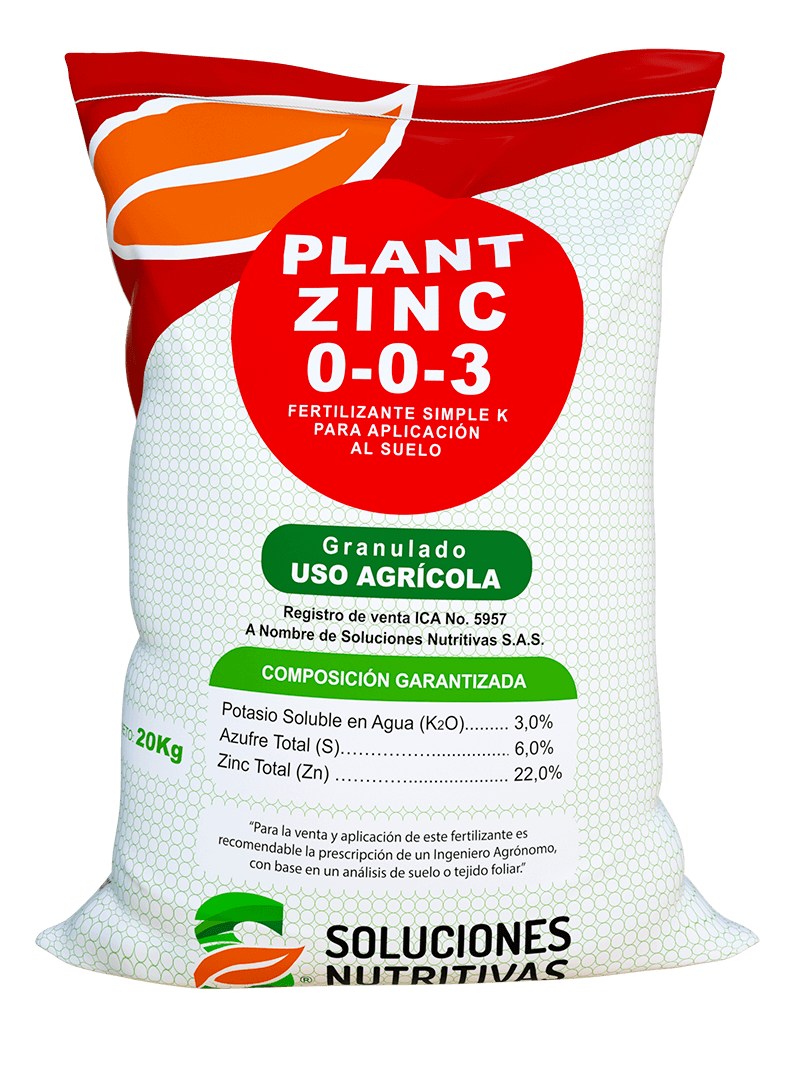 PLANT
ZINC
0-0-3
FERTILIZANTE SIMPLE K
PARA APLICACIÓN
AL SUELO
Granulado
USO AGRÍCOLA
Registro de venta ICA No. 5957
A Nombre de Soluciones Nutritivas S.A.S.
COMPOSICIÓN GARANTIZADA
Potasio Soluble en Agua (K2O)......... 3,0%
Azufre Total (S)................................ 6,0%
Zinc Total (Zn) ................................ 22,0%
20Kg
"Para la venta y aplicación de este fertilizante es
recomendable la prescripción de un Ingeniero Agrónomo,
con base en un análisis de suelo o tejido foliar."
® SOLUCIONES
NUTRITIVAS